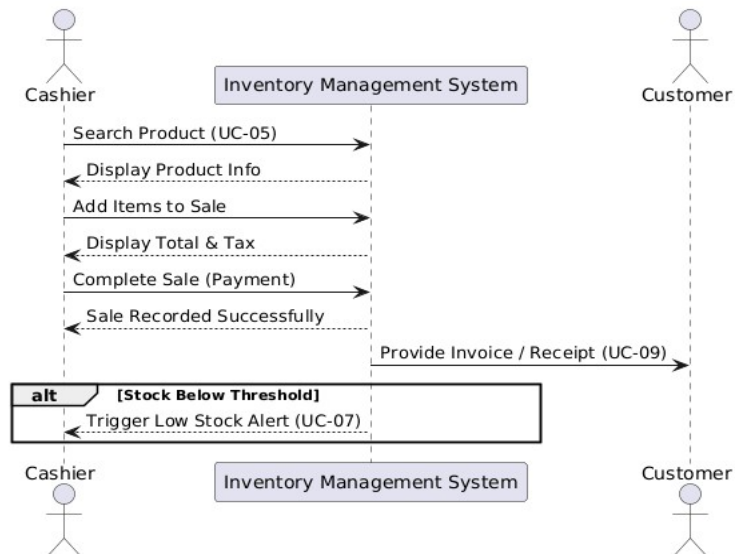 Cashier
Inventory Management System
Customer
Search Product (UC-05)
Display Product Info
Add Items to Sale
Display Total & Tax
Complete Sale (Payment)
Sale Recorded Successfully
Provide Invoice / Receipt (UC-09)
alt [Stock Below Threshold]
Trigger Low Stock Alert (UC-07)
Cashier
Inventory Management System
Customer